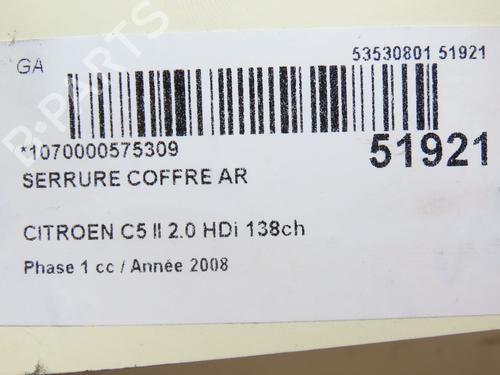 GA
53530801 51921
*1070000575309
51921
SERRURE COFFRE AR
CITROEN C5 II 2.0 HDi 138ch
Phase 1 cc / Année 2008
B-PARTS